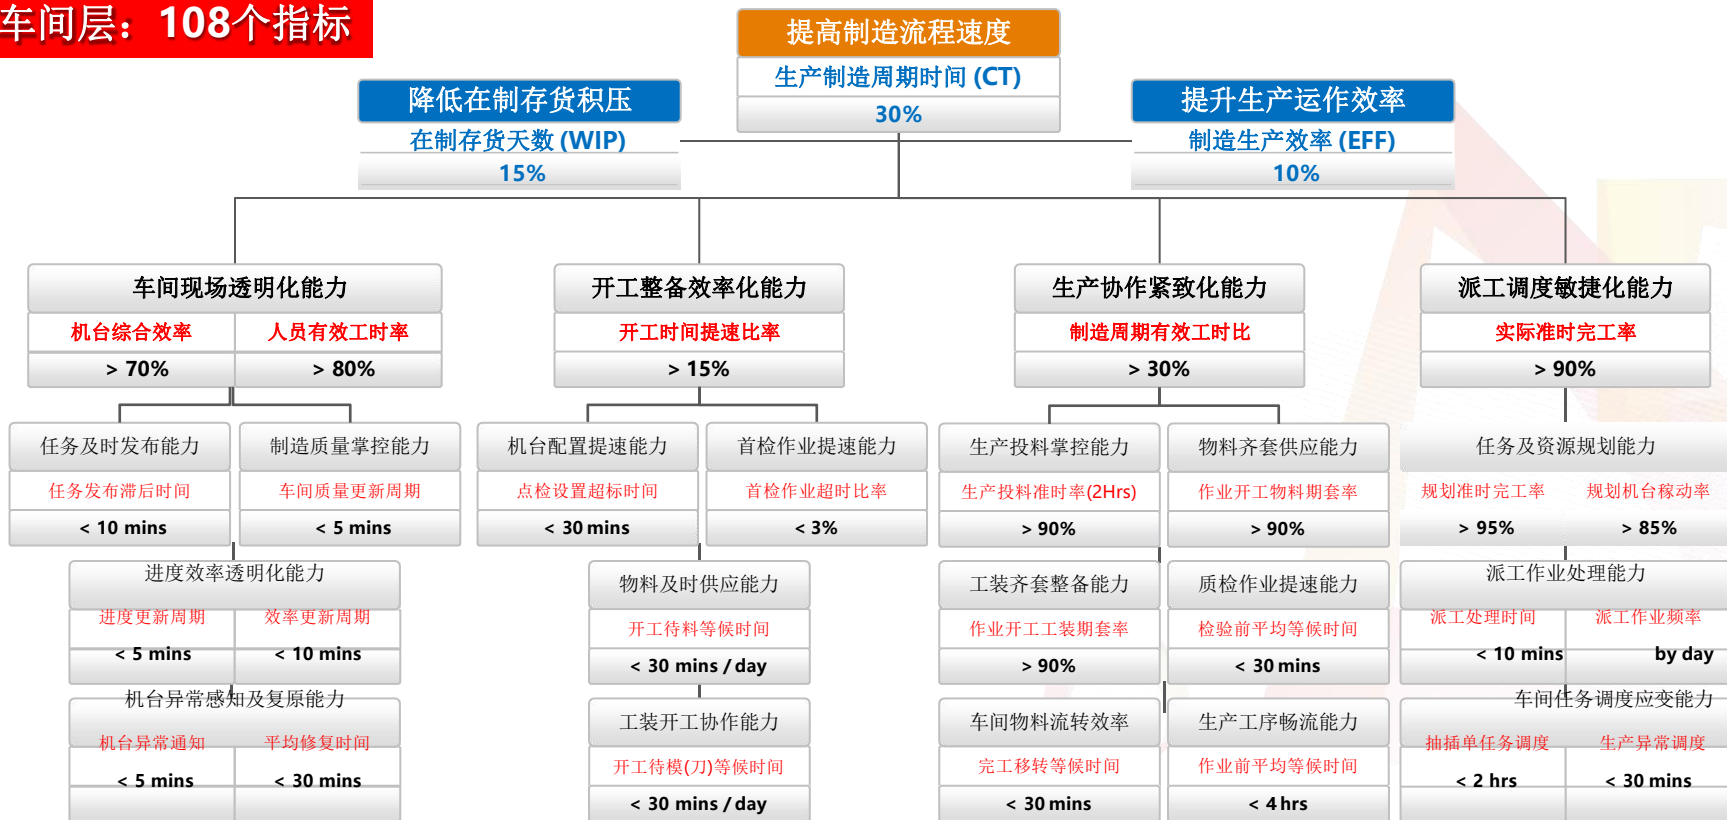 车间层：108个指标
提高制造流程速度
生产制造周期时间 (CT)
30%
降低在制存货积压
在制存货天数 (WIP)
15%
提升生产运作效率
制造生产效率 (EFF)
10%
车间现场透明化能力
机台综合效率 人员有效工时率
> 70% > 80%
开工整备效率化能力
开工时间提速比率
> 15%
生产协作紧致化能力
制造周期有效工时比
> 30%
派工调度敏捷化能力
实际准时完工率
> 90%
任务及时发布能力
任务发布滞后时间
< 10 mins
制造质量掌控能力
车间质量更新周期
< 5 mins
机台配置提速能力
点检设置超标时间
< 30 mins
首检作业提速能力
首检作业超时比率
< 3%
生产投料掌控能力
生产投料准时率(2Hrs)
> 90%
物料齐套供应能力
作业开工物料期套率
> 90%
任务及资源规划能力
规划准时完工率 规划机台稼动率
> 95% > 85%
进度效率透明化能力
进度更新周期 效率更新周期
< 5 mins < 10 mins
物料及时供应能力
开工待料等候时间
< 30 mins / day
工装齐套整备能力
作业开工工装期套率
> 90%
质检作业提速能力
检验前平均等候时间
< 30 mins
派工作业处理能力
派工处理时间 派工作业频率
< 10 mins by day
机台异常感知及复原能力
机台异常通知 平均修复时间
< 5 mins < 30 mins
工装开工协作能力
开工待模(刀)等候时间
< 30 mins / day
车间物料流转效率
完工移转等候时间
< 30 mins
生产工序畅流能力
作业前平均等候时间
< 4 hrs
车间任务调度应变能力
抽插单任务调度 生产异常调度
< 2 hrs < 30 mins